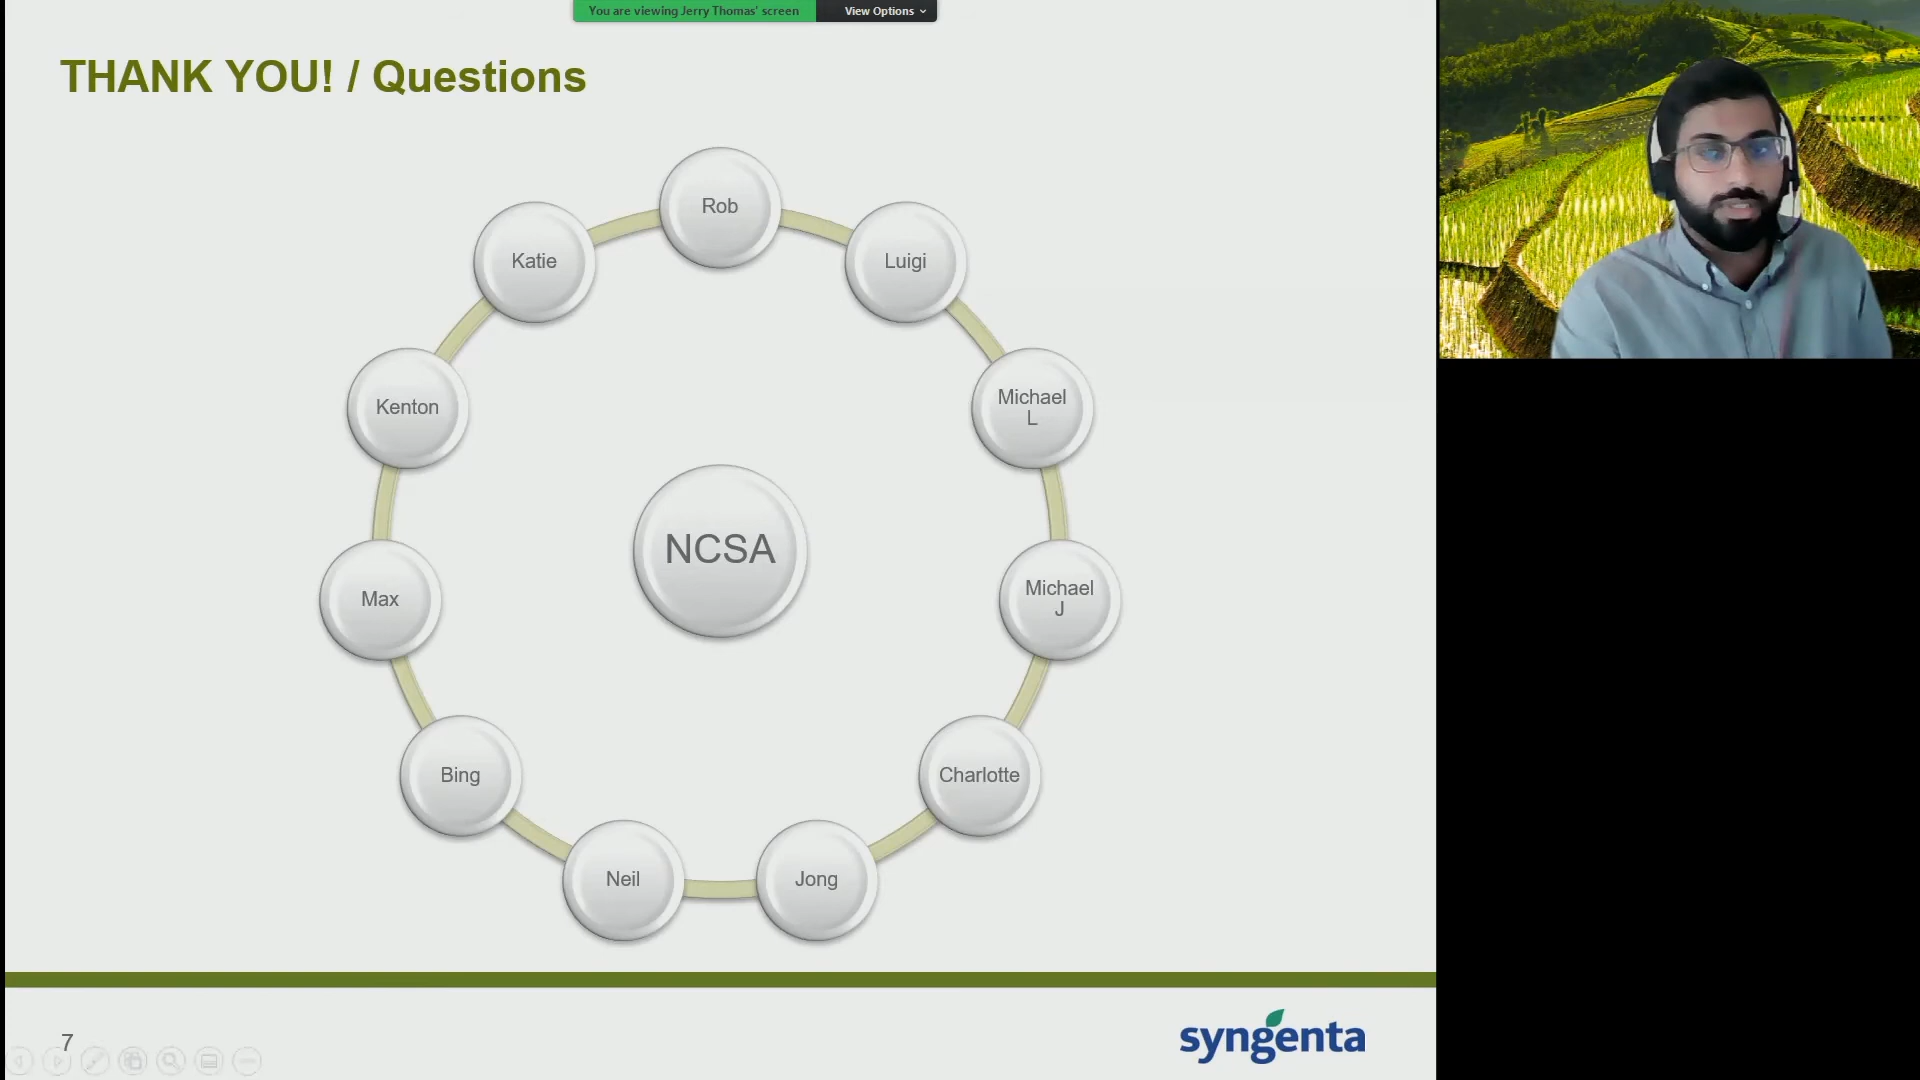 You are viewing Jerry Thomas' screen
View Options
THANK YOU! / Questions
Rob
Katie
Luigi
Kenton
Michael
L
NCSA
Max
Michael
J
Bing
Charlotte
Neil
Jong
7
syngenta